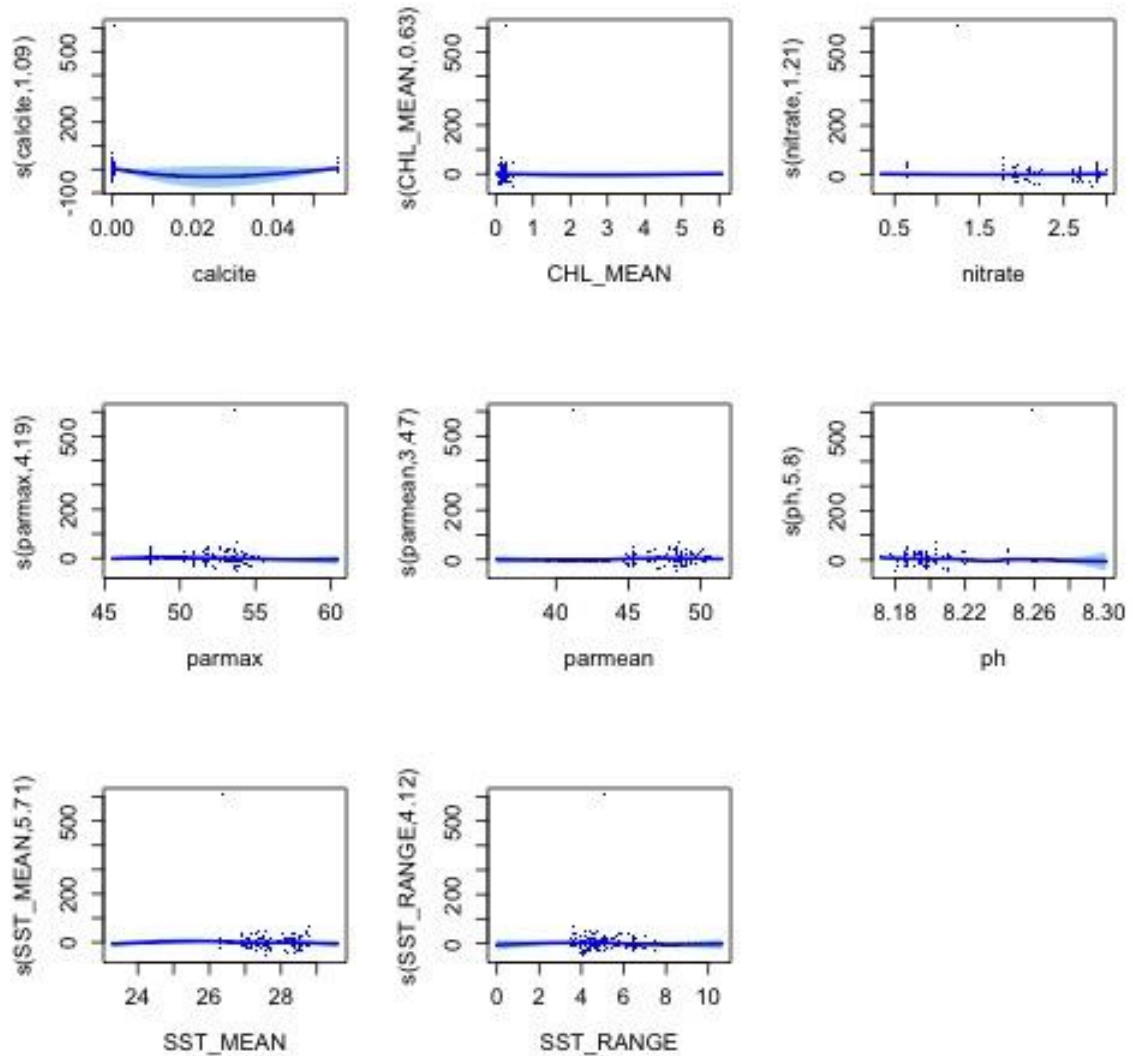 s(calcite,1.09)
-100 200 500
0.00 0.02 0.04
calcite
s(CHL_MEAN,0.63)
0 200 500
0 1 2 3 4 5 6
CHL_MEAN
s(nitrate,1.21)
0 200 500
0.5 1.5 2.5
nitrate
s(parmax,4.19)
0 200 500
45 50 55 60
parmax
s(parmean,3.47)
0 200 500
40 45 50
parmean
s(ph,5.8)
0 200 500
8.18 8.22 8.26 8.30
ph
s(SST_MEAN,5.71)
0 200 500
24 26 28
SST_MEAN
s(SST_RANGE,4.12)
0 200 500
0 2 4 6 8 10
SST_RANGE